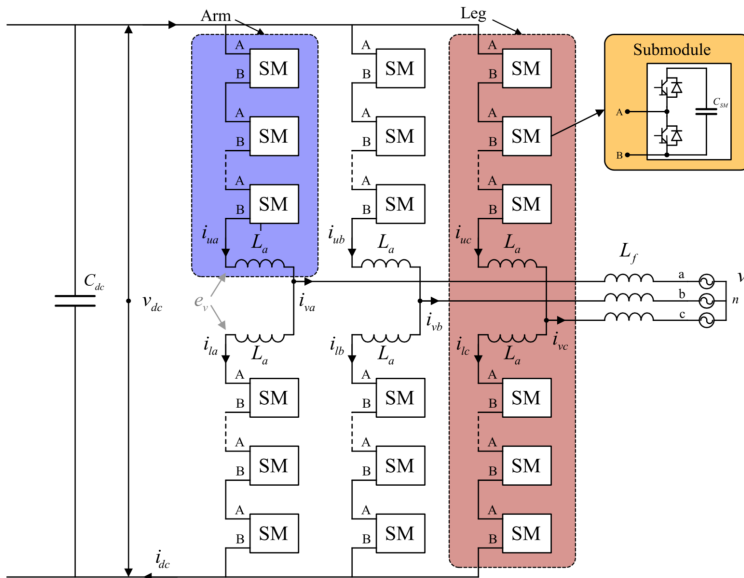 Arm
Leg
Submodule
A
SM
A
SM
A
SM
B
B
B
A
C_SM
B
A
SM
A
SM
A
SM
B
B
B
A
SM
A
SM
A
SM
B
B
B
i_ua
L_a
i_ub
L_a
i_uc
L_a
L_f
C_dc
v_dc
e_v
i_va
i_vb
i_vc
a
b
c
v
n
i_la
L_a
i_lb
L_a
i_lc
L_a
A
SM
A
SM
A
SM
B
B
B
A
SM
A
SM
A
SM
B
B
B
A
SM
A
SM
A
SM
B
B
B
i_dc